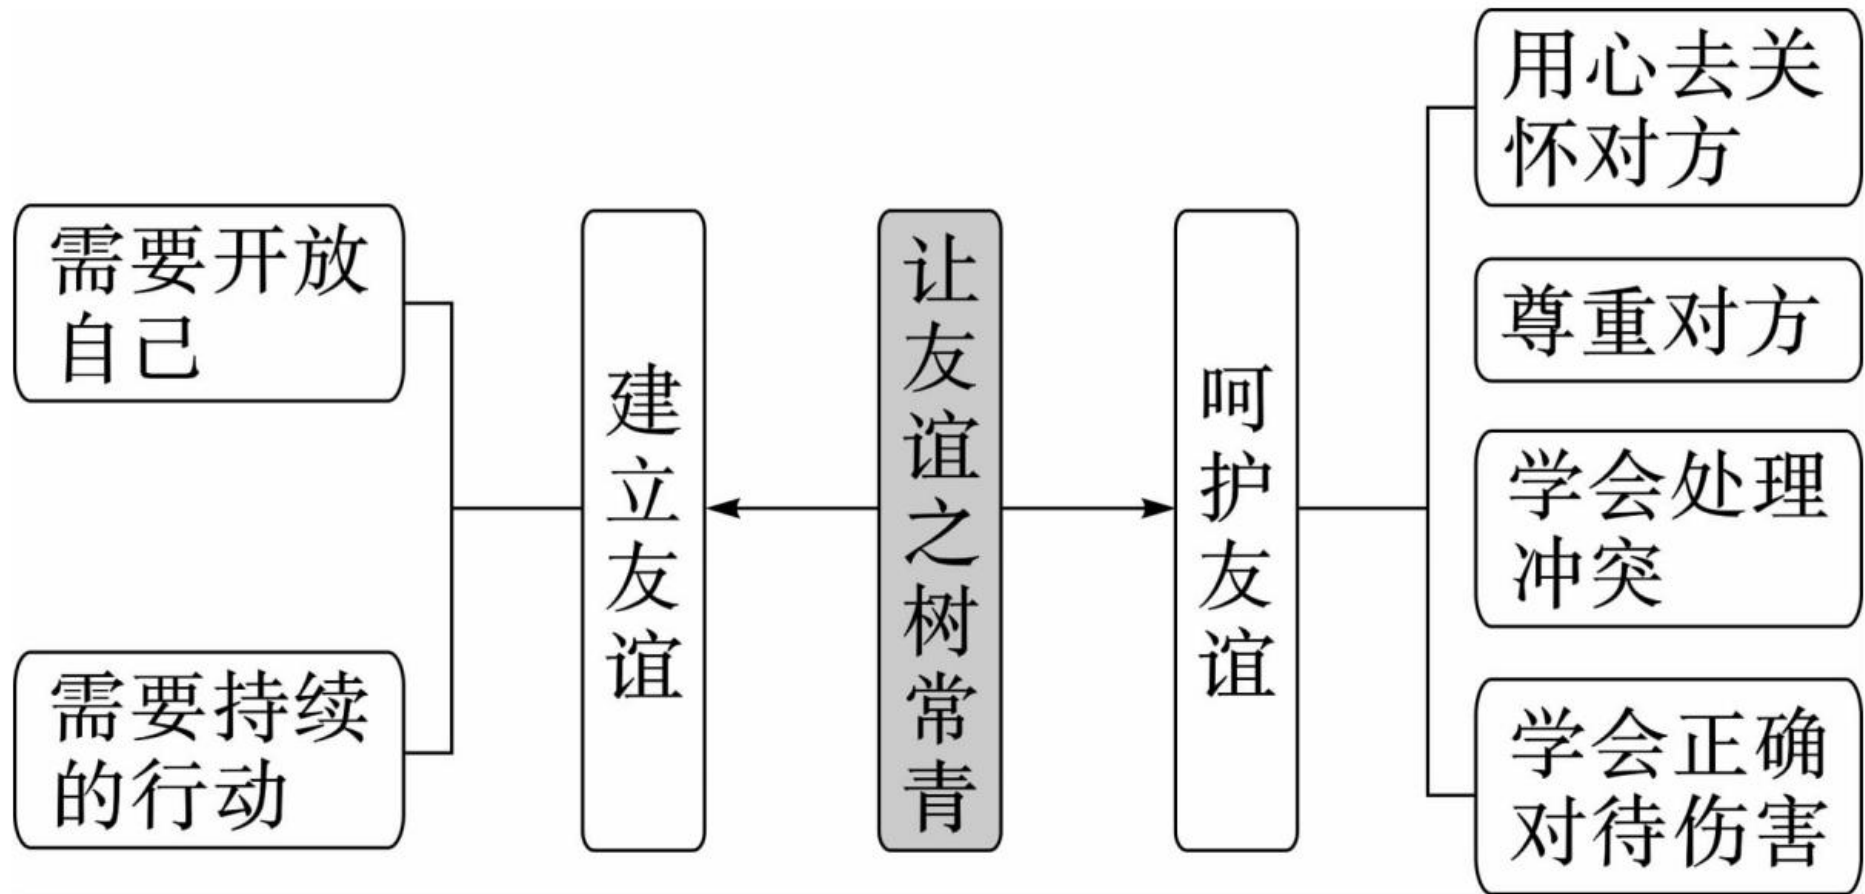 需要开放
自己
需要持续
的行动
建立友谊
让友谊之树常青
呵护友谊
用心去关
怀对方
尊重对方
学会处理
冲突
学会正确
对待伤害